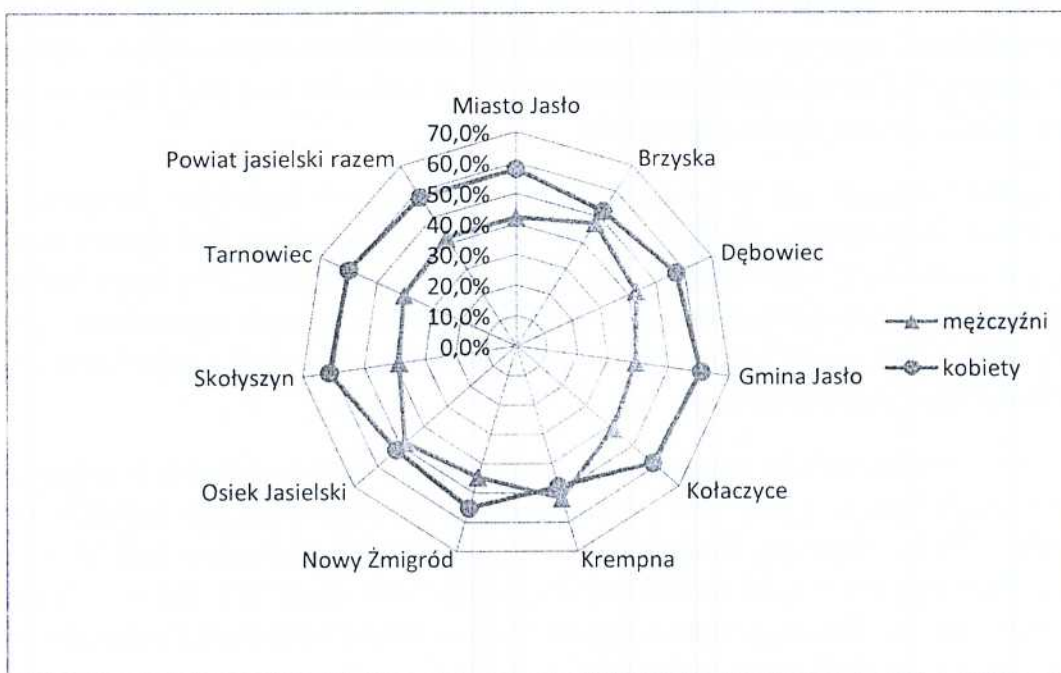 Miasto Jasło
70,0%
Powiat jasielski razem
60,0%
Brzyska
50,0%
40,0%
Tarnowiec
30,0%
Dębowiec
20,0%
10,0%
mężczyźni
0,0%
Skołyszyn
Gmina Jasło
kobiety
Osiek Jasielski
Kołaczyce
Nowy Żmigród
Krempna